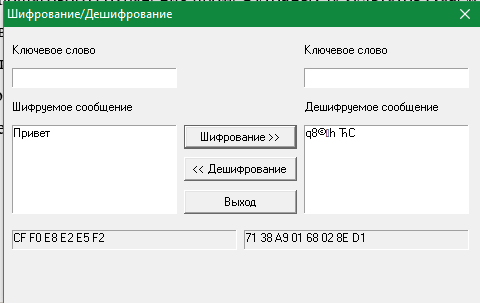 Шифрование/Дешифрование
Ключевое слово
Ключевое слово
Шифруемое сообщение
Дешифруемое сообщение
Привет
Шифрование >>
<< Дешифрование
Выход
CF F0 E8 E2 E5 F2
71 38 A9 01 68 02 8E D1